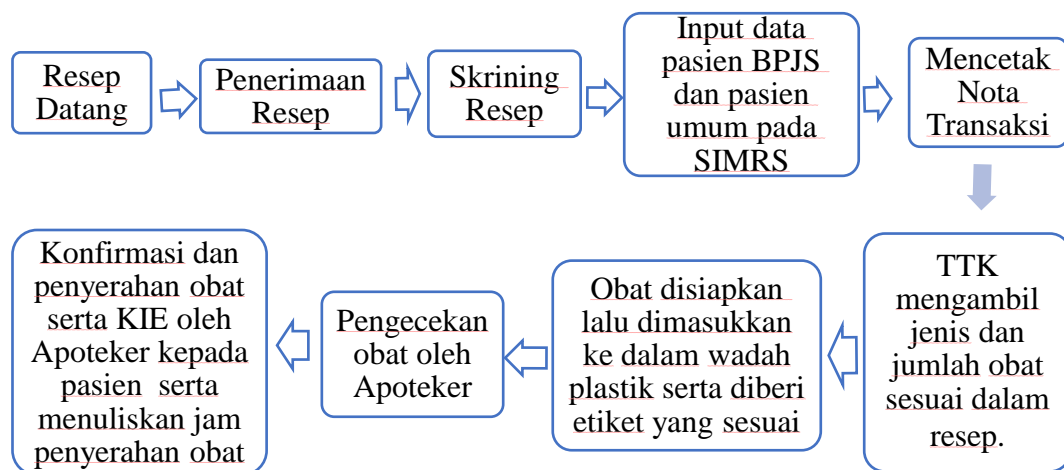 Resep
Datang
Penerimaan
Resep
Skrining
Resep
Input data
pasien BPJS
dan pasien
umum pada
SIMRS
Mencetak
Nota
Transaksi
TTK
mengambil
jenis dan
jumlah obat
sesuai dalam
resep.
Obat disiapkan
lalu dimasukkan
ke dalam wadah
plastik serta diberi
etiket yang sesuai
Pengecekan
obat oleh
Apoteker
Konfirmasi dan
penyerahan obat
serta KIE oleh
Apoteker kepada
pasien serta
menuliskan jam
penyerahan obat